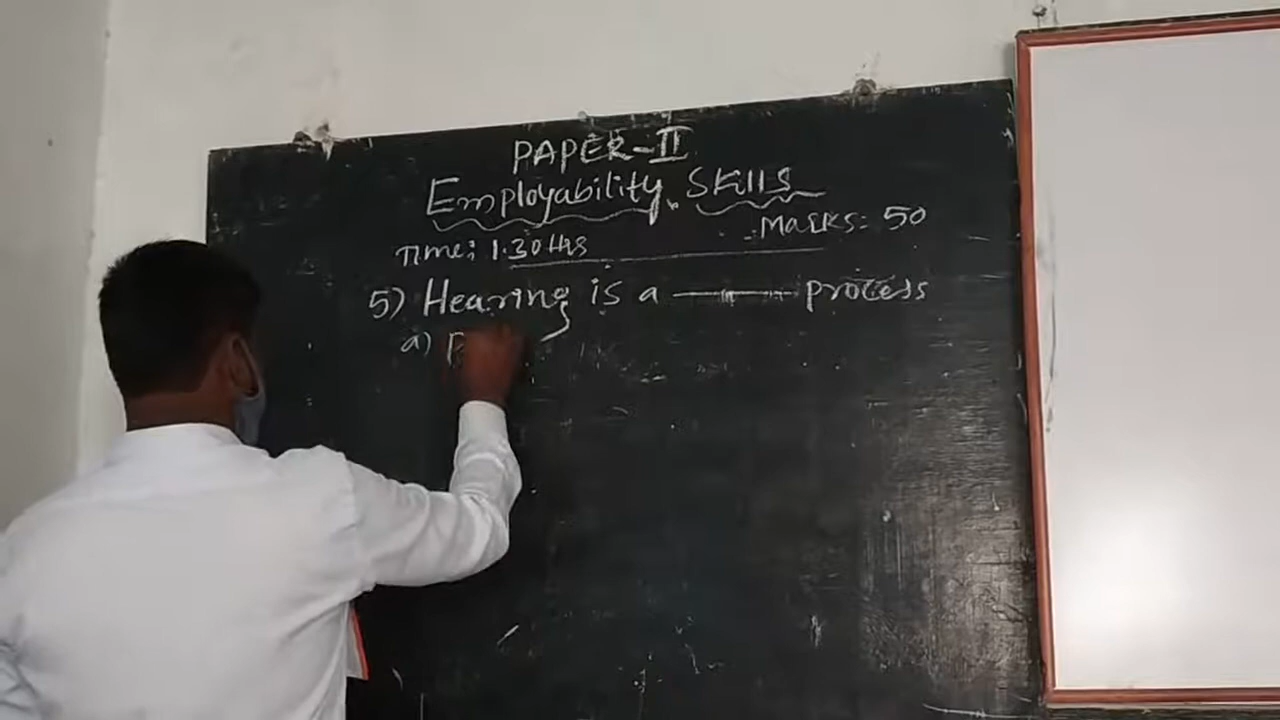 PAPER-II
Employability Skills
Time: 1.30 Hrs
Marks: 50
5) Hearing is a ——— process
a) P